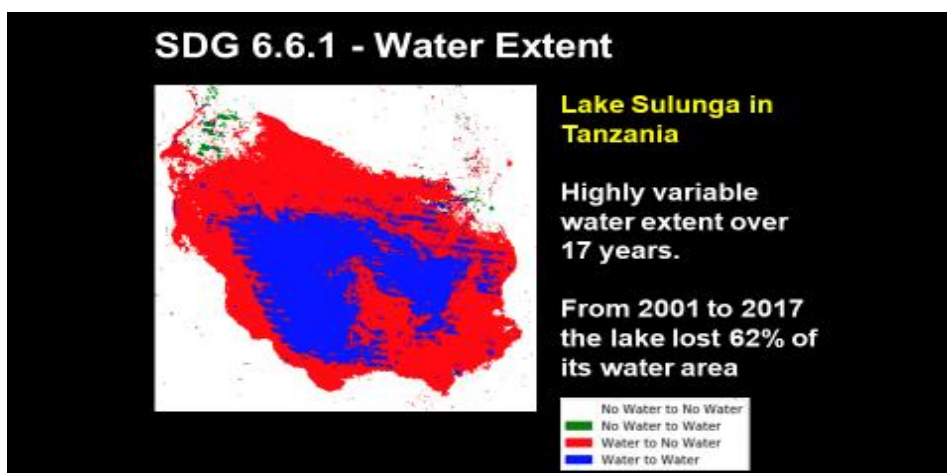 SDG 6.6.1 - Water Extent
Lake Sulunga in
Tanzania
Highly variable
water extent over
17 years.
From 2001 to 2017
the lake lost 62% of
its water area
No Water to No Water
No Water to Water
Water to No Water
Water to Water